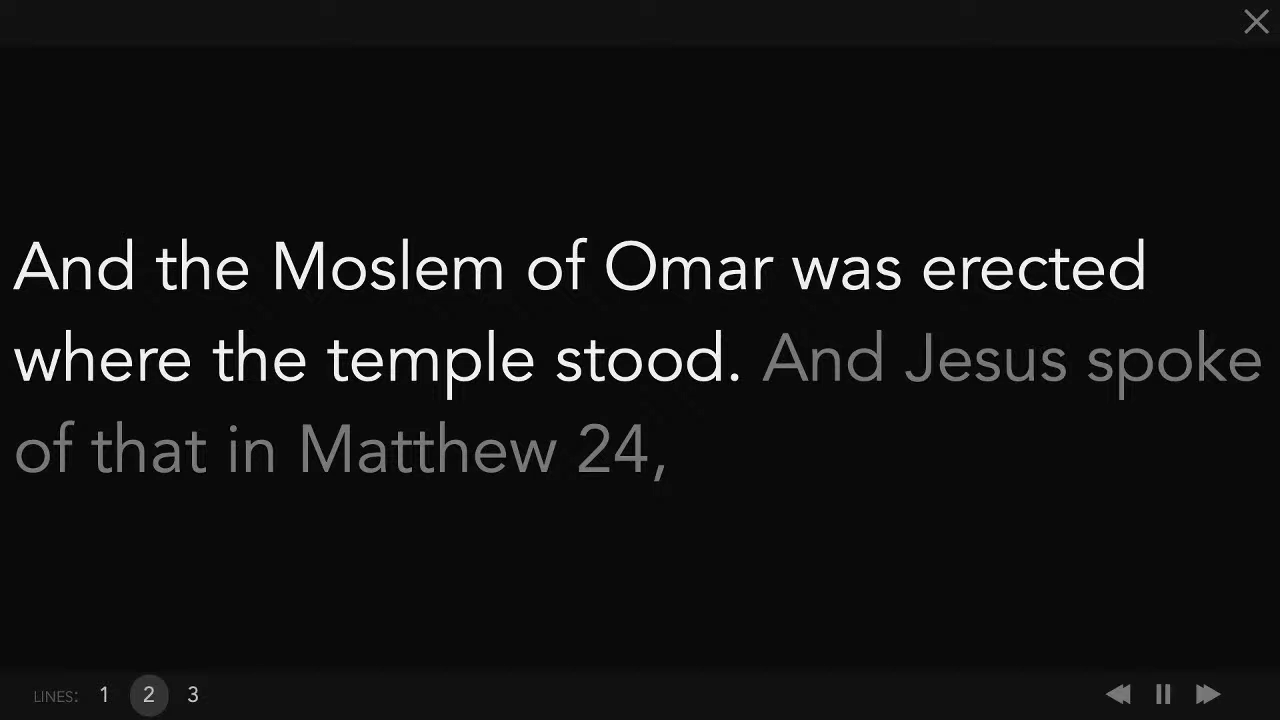 And the Moslem of Omar was erected
where the temple stood. And Jesus spoke
of that in Matthew 24,
LINES: 1 2 3